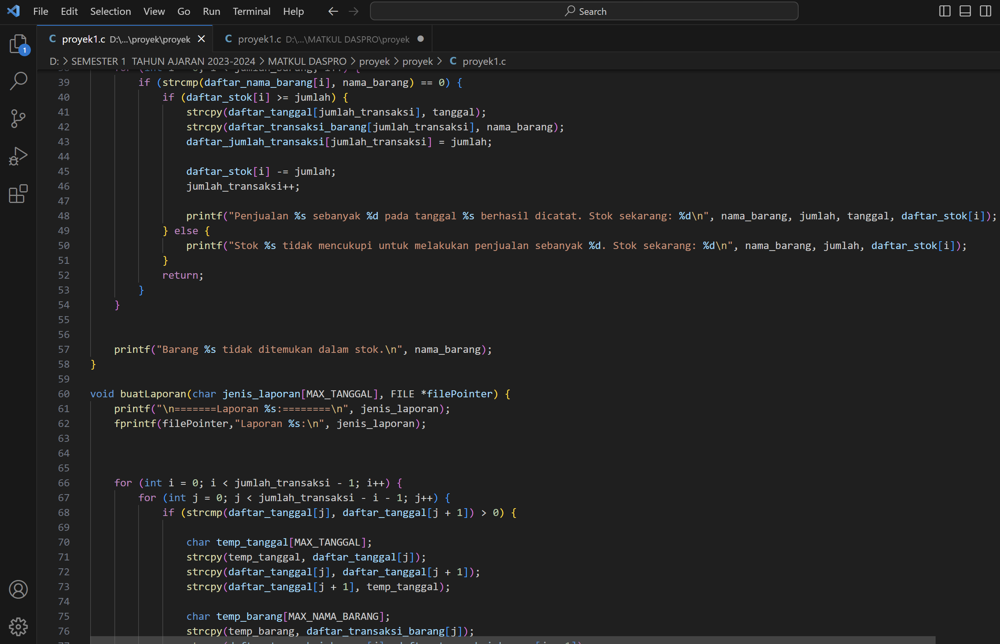 File Edit Selection View Go Run Terminal Help Search
C proyek1.c D:\...\proyek\proyek C proyek1.c D:\...\MATKUL DASPRO\proyek
1
D: > SEMESTER 1 TAHUN AJARAN 2023-2024 > MATKUL DASPRO > proyek > proyek > C proyek1.c
39 if (strcmp(daftar_nama_barang[i], nama_barang) == 0) {
40 if (daftar_stok[i] >= jumlah) {
41 strcpy(daftar_tanggal[jumlah_transaksi], tanggal);
42 strcpy(daftar_transaksi_barang[jumlah_transaksi], nama_barang);
43 daftar_jumlah_transaksi[jumlah_transaksi] = jumlah;
44
45 daftar_stok[i] -= jumlah;
46 jumlah_transaksi++;
47
48 printf("Penjualan %s sebanyak %d pada tanggal %s berhasil dicatat. Stok sekarang: %d\n", nama_barang, jumlah, tanggal, daftar_stok[i]);
49 } else {
50 printf("Stok %s tidak mencukupi untuk melakukan penjualan sebanyak %d. Stok sekarang: %d\n", nama_barang, jumlah, daftar_stok[i]);
51 }
52 return;
53 }
54 }
55
56
57 printf("Barang %s tidak ditemukan dalam stok.\n", nama_barang);
58 }
59
60 void buatLaporan(char jenis_laporan[MAX_TANGGAL], FILE *filePointer) {
61 printf("\n=======Laporan %s:========\n", jenis_laporan);
62 fprintf(filePointer,"Laporan %s:\n", jenis_laporan);
63
64
65
66 for (int i = 0; i < jumlah_transaksi - 1; i++) {
67 for (int j = 0; j < jumlah_transaksi - i - 1; j++) {
68 if (strcmp(daftar_tanggal[j], daftar_tanggal[j + 1]) > 0) {
69
70 char temp_tanggal[MAX_TANGGAL];
71 strcpy(temp_tanggal, daftar_tanggal[j]);
72 strcpy(daftar_tanggal[j], daftar_tanggal[j + 1]);
73 strcpy(daftar_tanggal[j + 1], temp_tanggal);
74
75 char temp_barang[MAX_NAMA_BARANG];
76 strcpy(temp_barang, daftar_transaksi_barang[j]);